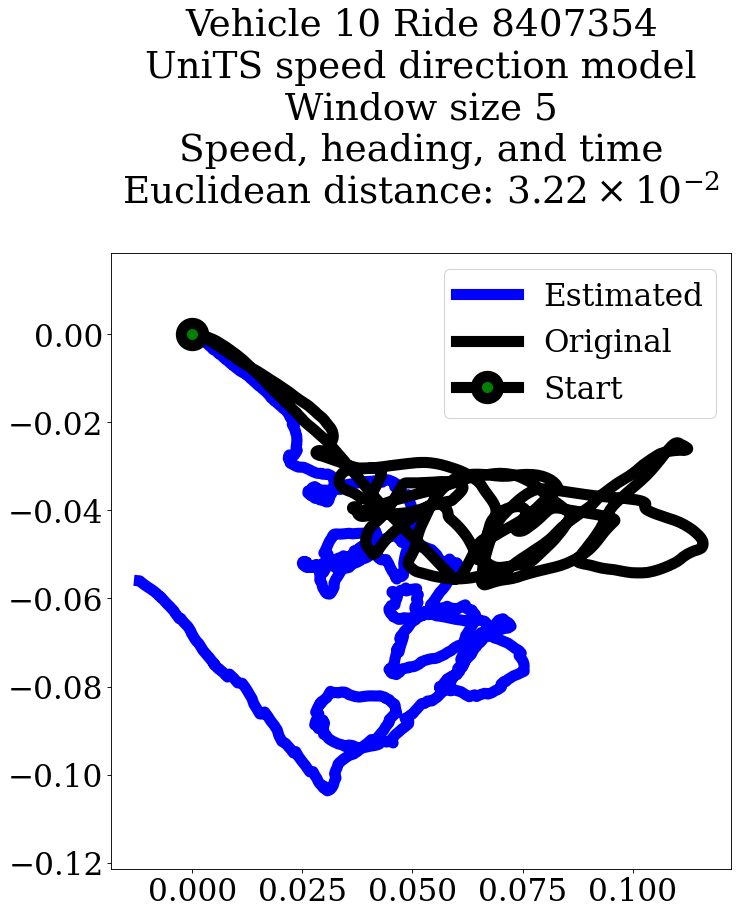 Vehicle 10 Ride 8407354
UniTS speed direction model
Window size 5
Speed, heading, and time
Euclidean distance: 3.22 × 10⁻²
Estimated
Original
Start
0.00
−0.02
−0.04
−0.06
−0.08
−0.10
−0.12
0.000 0.025 0.050 0.075 0.100